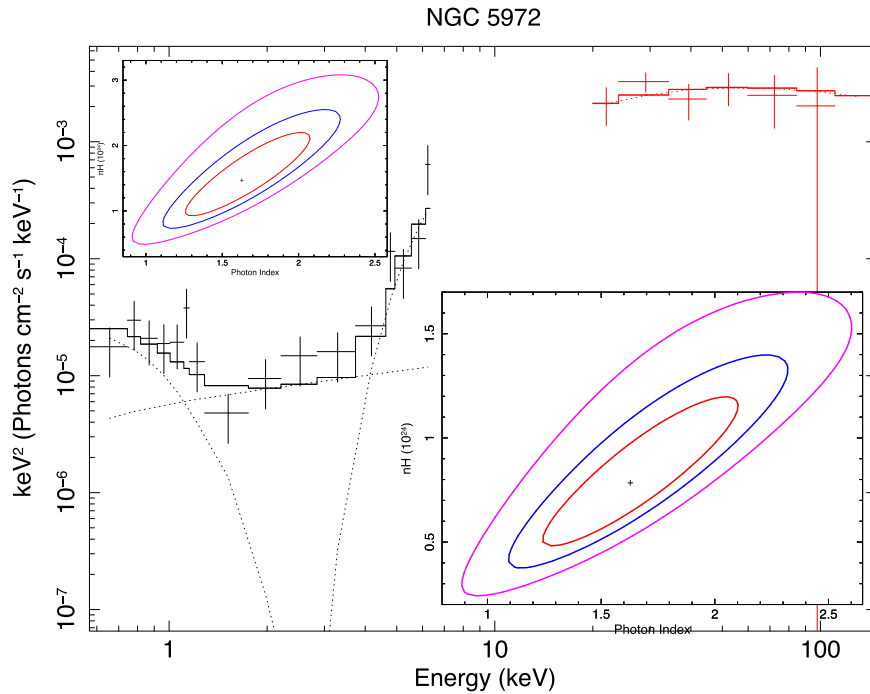 NGC 5972
keV² (Photons cm⁻² s⁻¹ keV⁻¹)
10⁻³
10⁻⁴
10⁻⁵
10⁻⁶
10⁻⁷
nH (10²⁴)
3
2
1
1 1.5 2 2.5
Photon Index
nH (10²⁴)
1.5
1
0.5
1 1.5 2 2.5
Photon Index
1 10 100
Energy (keV)